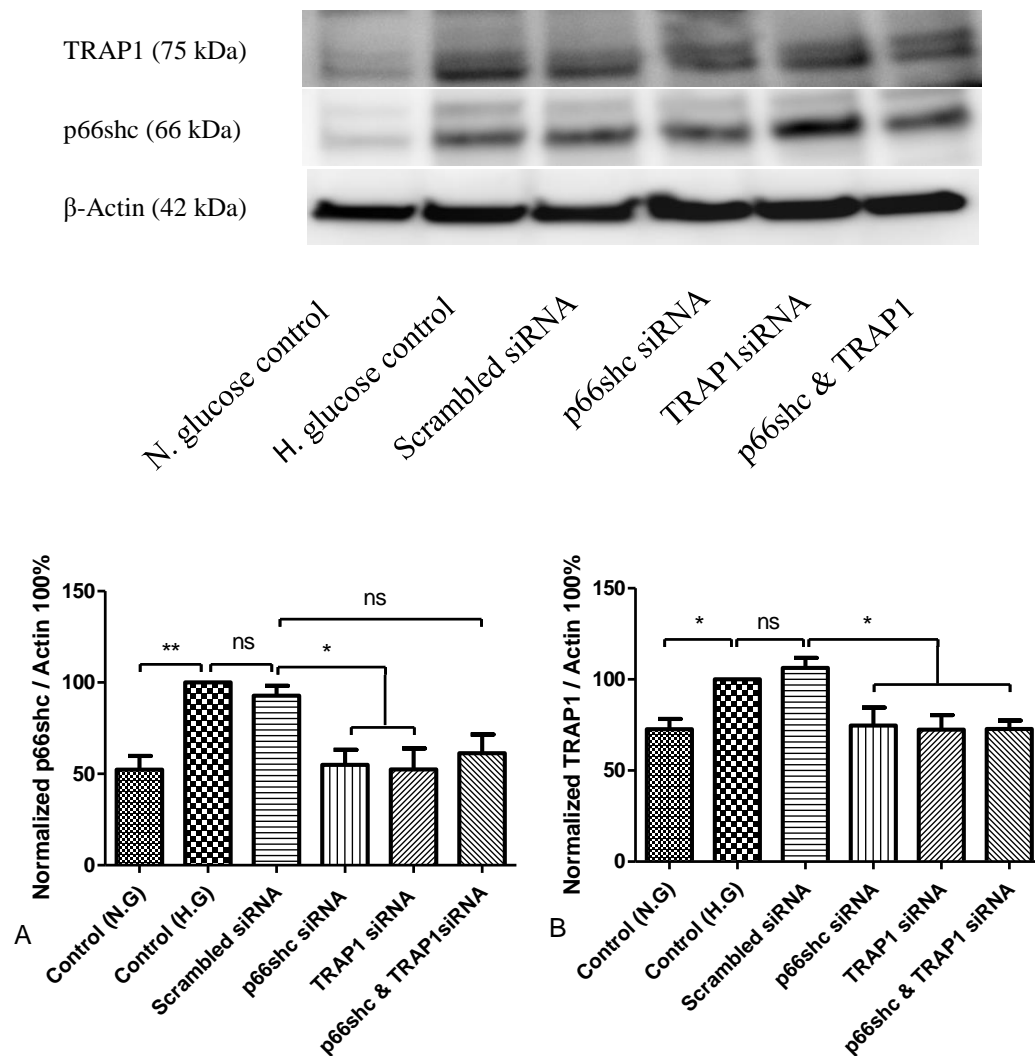 TRAP1 (75 kDa)
p66shc (66 kDa)
β-Actin (42 kDa)
N. glucose control
H. glucose control
Scrambled siRNA
p66shc siRNA
TRAP1siRNA
p66shc & TRAP1
Normalized p66shc / Actin 100%
150
100
50
0
**
ns
*
ns
Control (N.G)
Control (H.G)
Scrambled siRNA
p66shc siRNA
TRAP1 siRNA
p66shc & TRAP1siRNA
A
Normalized TRAP1 / Actin 100%
150
100
50
0
*
ns
*
Control (N.G)
Control (H.G)
Scrambled siRNA
p66shc siRNA
TRAP1 siRNA
p66shc & TRAP1 siRNA
B